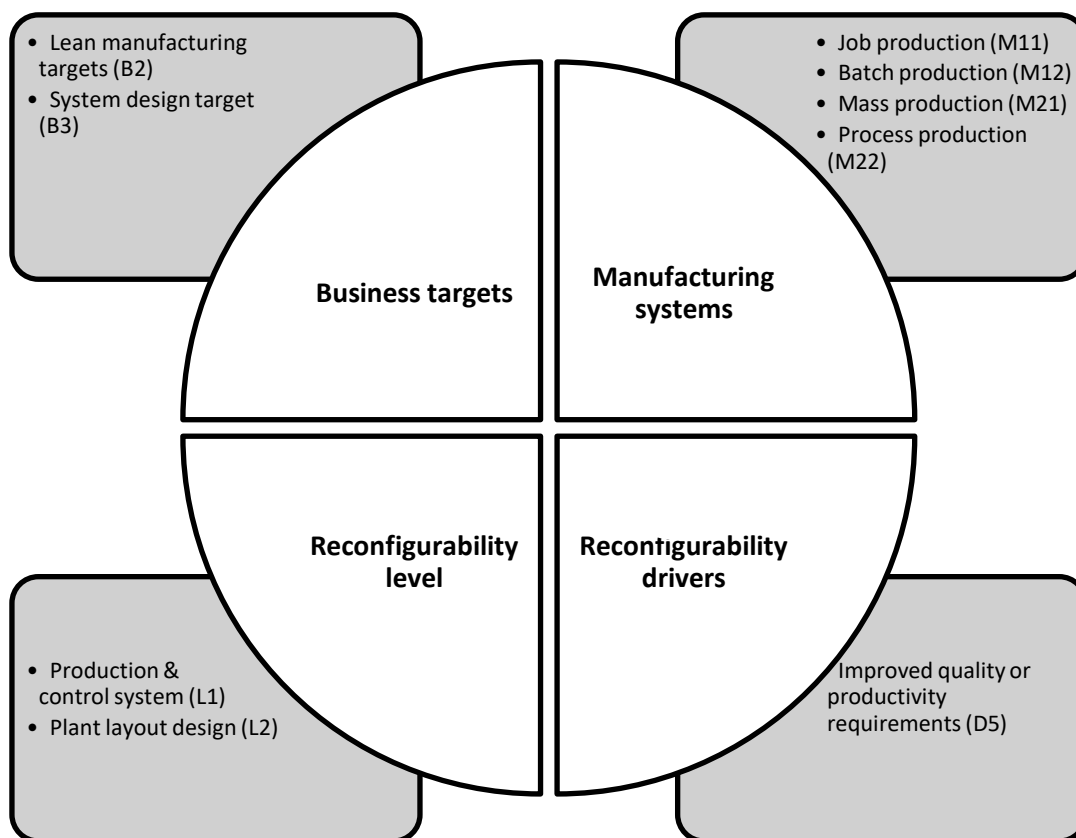 • Lean manufacturing
targets (B2)
• System design target
(B3)
• Job production (M11)
• Batch production (M12)
• Mass production (M21)
• Process production
(M22)
Business targets
Manufacturing
systems
Reconfigurability
level
Reconfigurability
drivers
• Production &
control system (L1)
• Plant layout design (L2)
Improved quality or
productivity
requirements (D5)